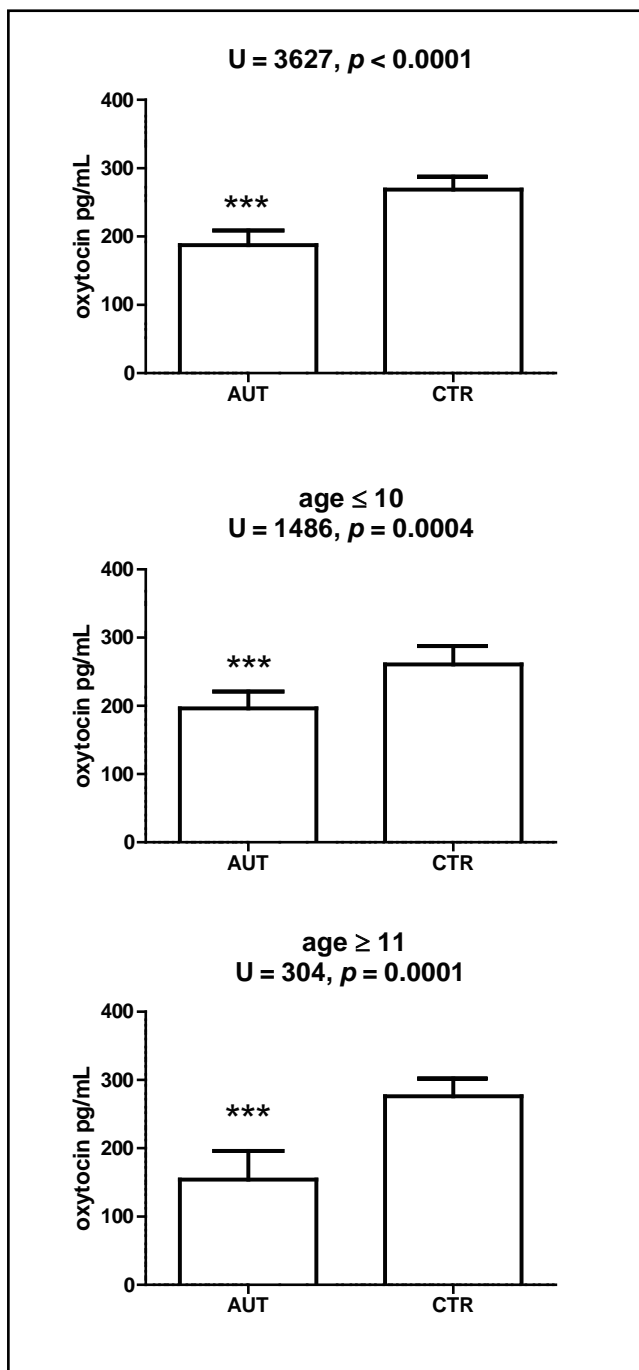 U = 3627, p < 0.0001
400
300
200
100
0
oxytocin pg/mL
***
AUT CTR
age ≤ 10
U = 1486, p = 0.0004
400
300
200
100
0
oxytocin pg/mL
***
AUT CTR
age ≥ 11
U = 304, p = 0.0001
400
300
200
100
0
oxytocin pg/mL
***
AUT CTR